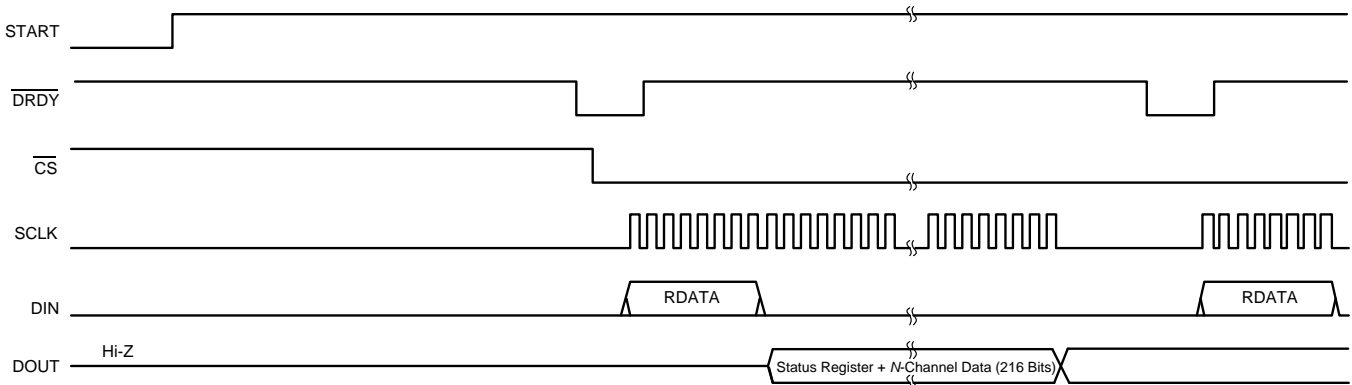 START
DRDY
CS
SCLK
DIN
RDATA
RDATA
DOUT
Hi-Z
Status Register + N-Channel Data (216 Bits)